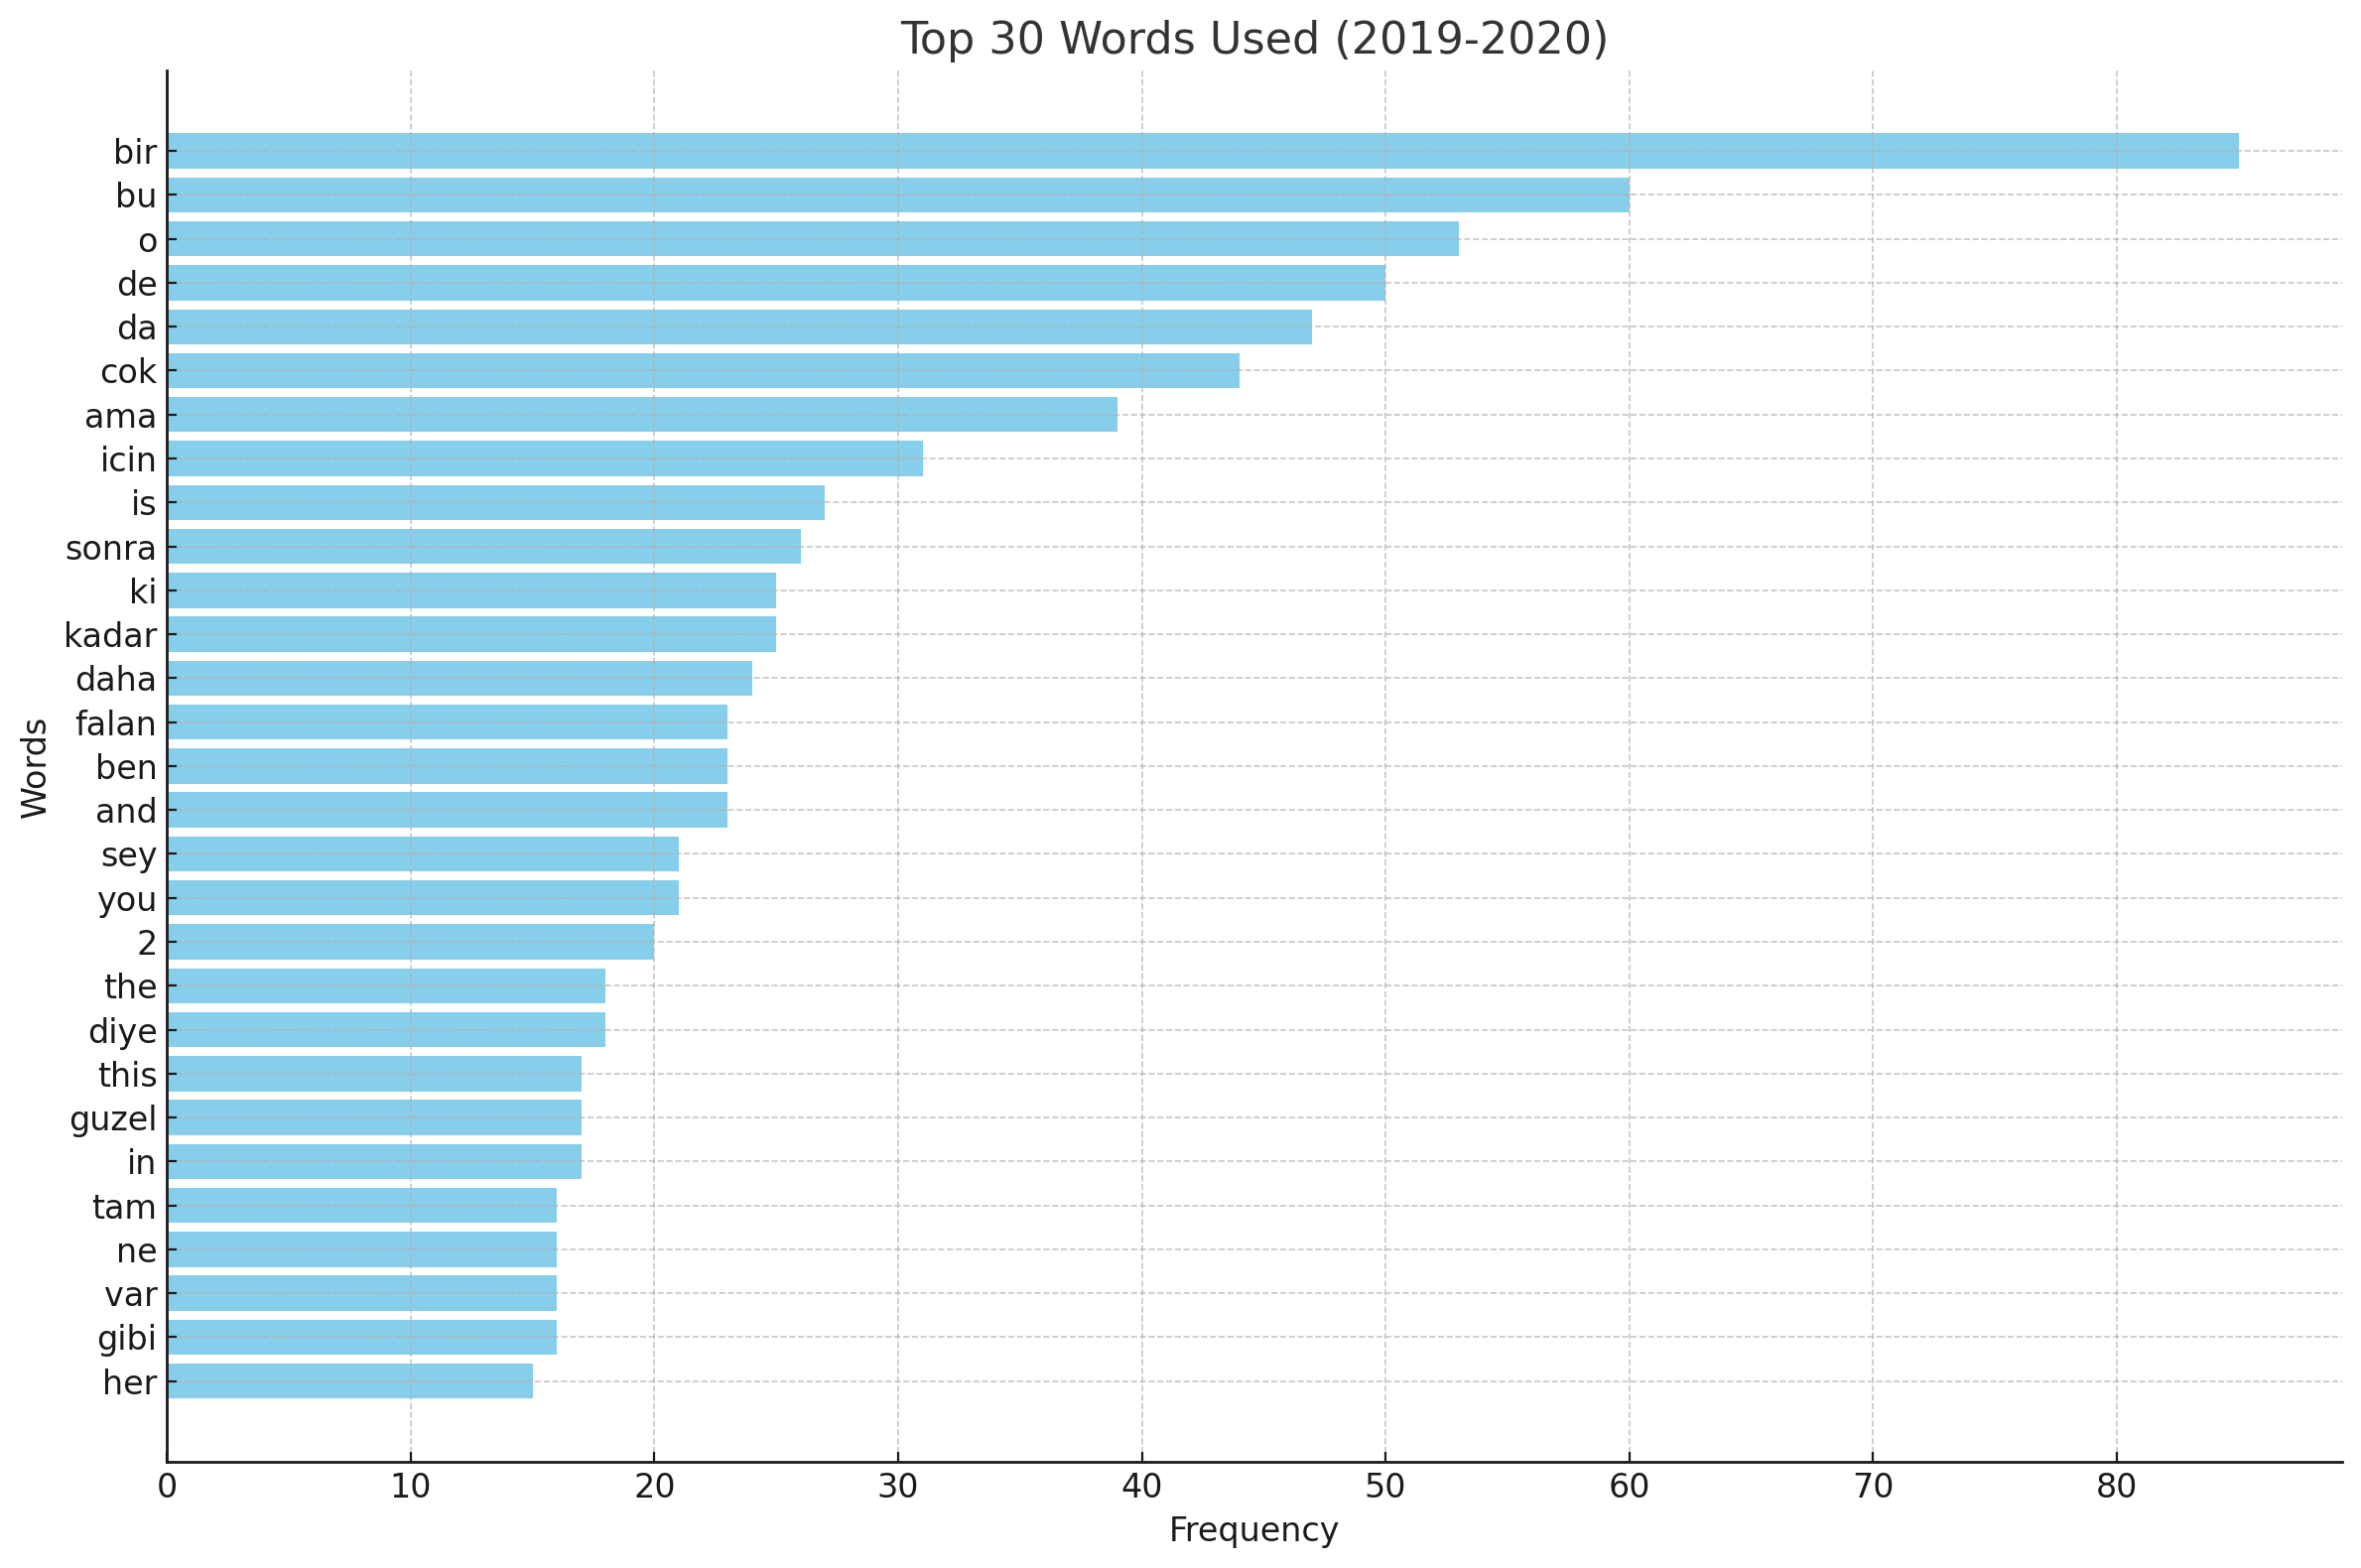 Top 30 Words Used (2019-2020)
Words
bir
bu
o
de
da
cok
ama
icin
is
sonra
ki
kadar
daha
falan
ben
and
sey
you
2
the
diye
this
guzel
in
tam
ne
var
gibi
her
0 10 20 30 40 50 60 70 80
Frequency